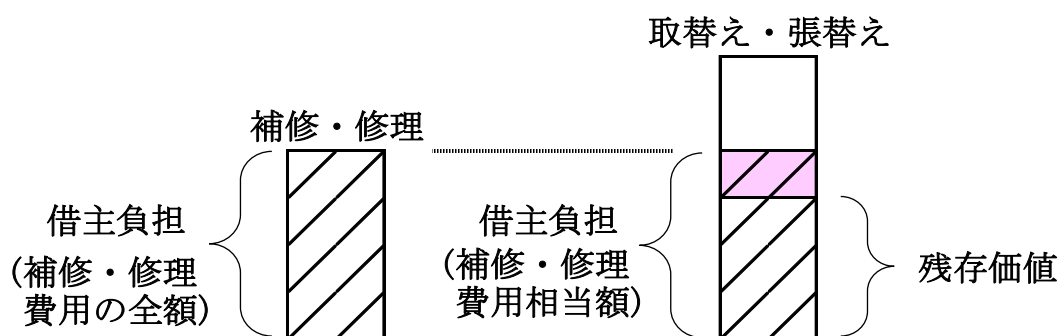 取替え・張替え
補修・修理
借主負担
(補修・修理
費用の全額)
借主負担
(補修・修理
費用相当額)
残存価値